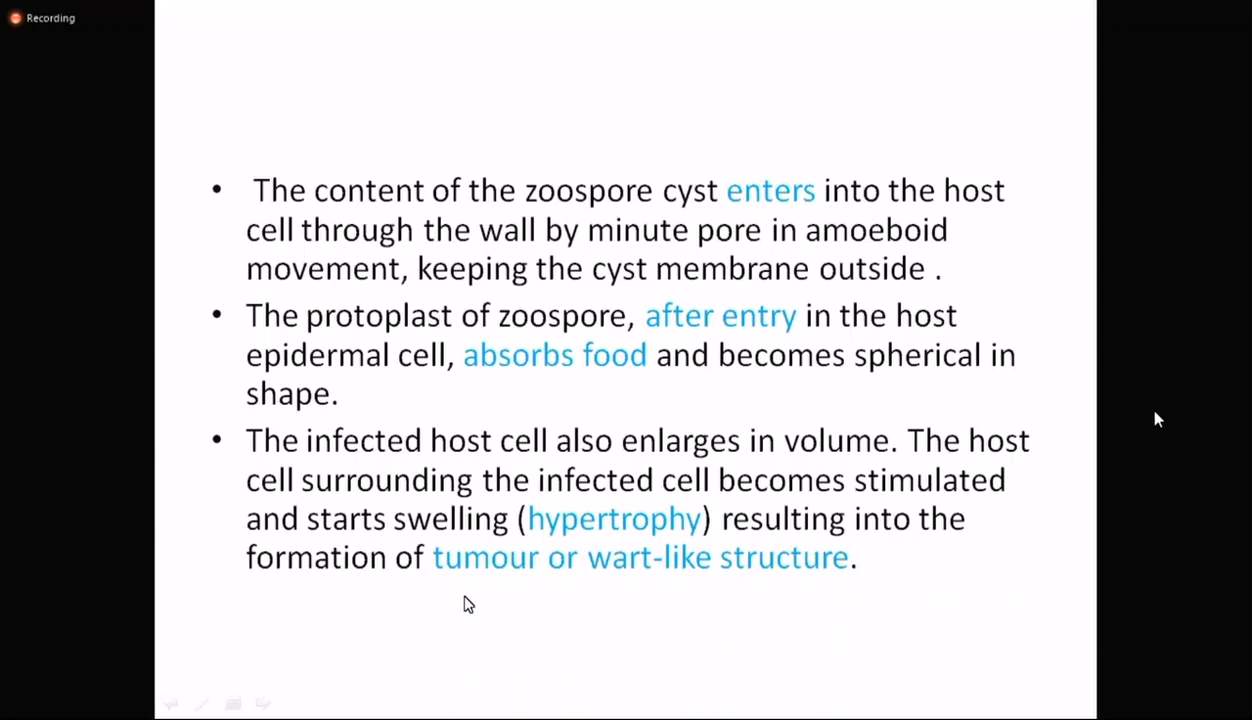 Recording
• The content of the zoospore cyst enters into the host
cell through the wall by minute pore in amoeboid
movement, keeping the cyst membrane outside .
• The protoplast of zoospore, after entry in the host
epidermal cell, absorbs food and becomes spherical in
shape.
• The infected host cell also enlarges in volume. The host
cell surrounding the infected cell becomes stimulated
and starts swelling (hypertrophy) resulting into the
formation of tumour or wart-like structure.